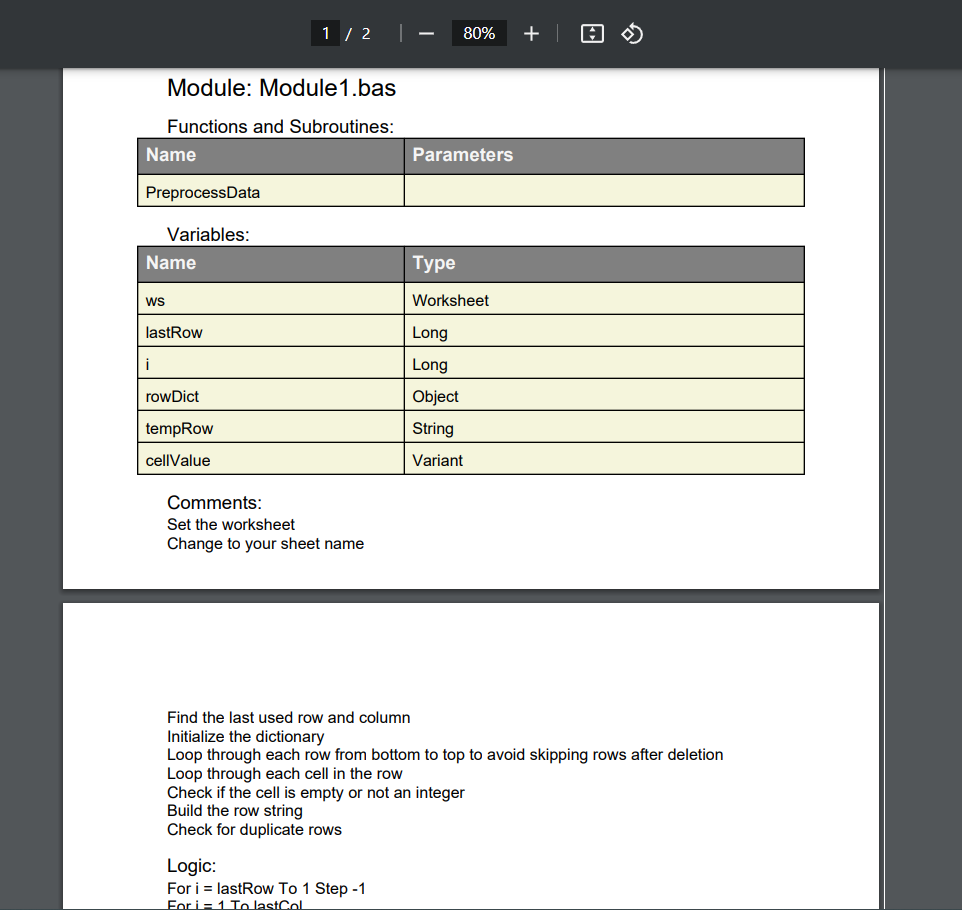 1 / 2 80%
Module: Module1.bas
Functions and Subroutines:
Name Parameters
PreprocessData
Variables:
Name Type
ws Worksheet
lastRow Long
i Long
rowDict Object
tempRow String
cellValue Variant
Comments:
Set the worksheet
Change to your sheet name
Find the last used row and column
Initialize the dictionary
Loop through each row from bottom to top to avoid skipping rows after deletion
Loop through each cell in the row
Check if the cell is empty or not an integer
Build the row string
Check for duplicate rows
Logic:
For i = lastRow To 1 Step -1
For = 1 To lastCol